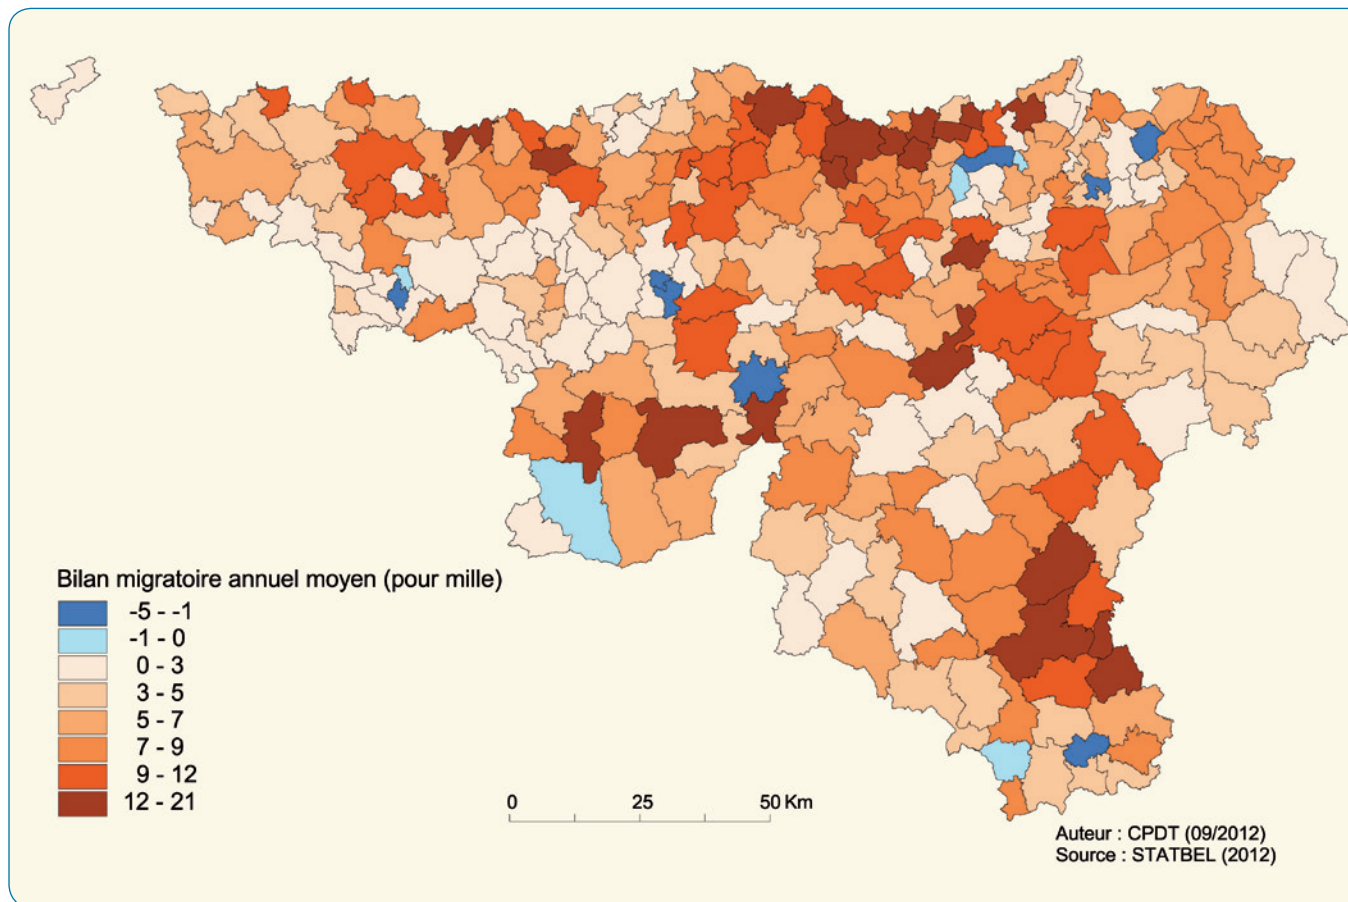 Bilan migratoire annuel moyen (pour mille)
-5 - -1
-1 - 0
0 - 3
3 - 5
5 - 7
7 - 9
9 - 12
12 - 21
0 25 50 Km
Auteur : CPDT (09/2012)
Source : STATBEL (2012)